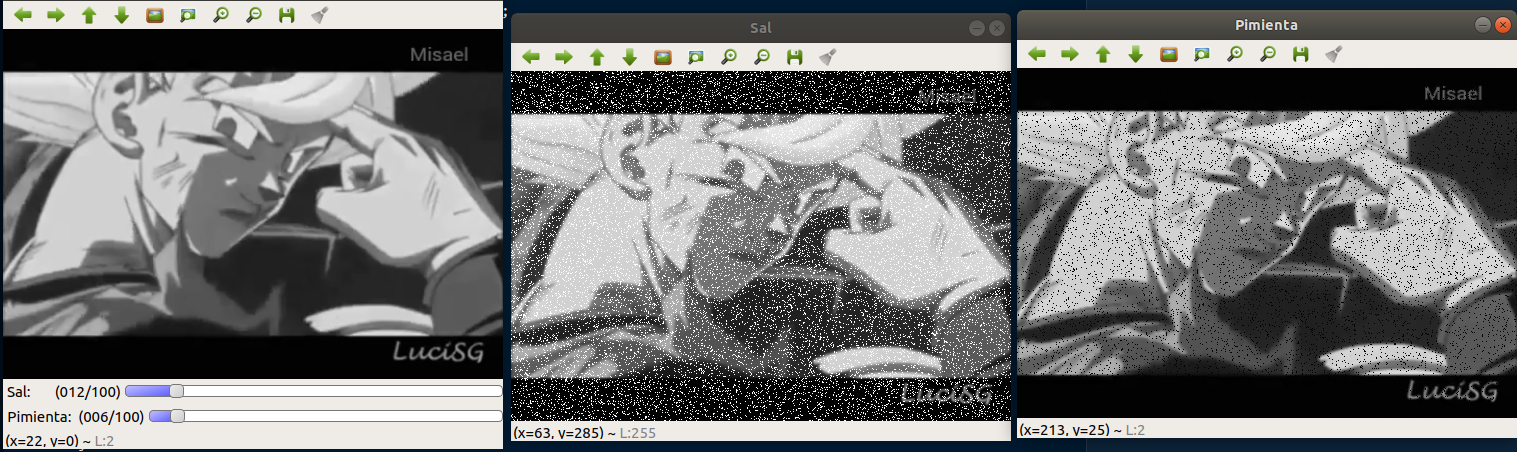 Misael
LuciSG
Sal: (012/100)
Pimienta: (006/100)
(x=22, y=0) ~ L:2
Sal
Misael
LuciSG
(x=63, y=285) ~ L:255
Pimienta
Misael
LuciSG
(x=213, y=25) ~ L:2